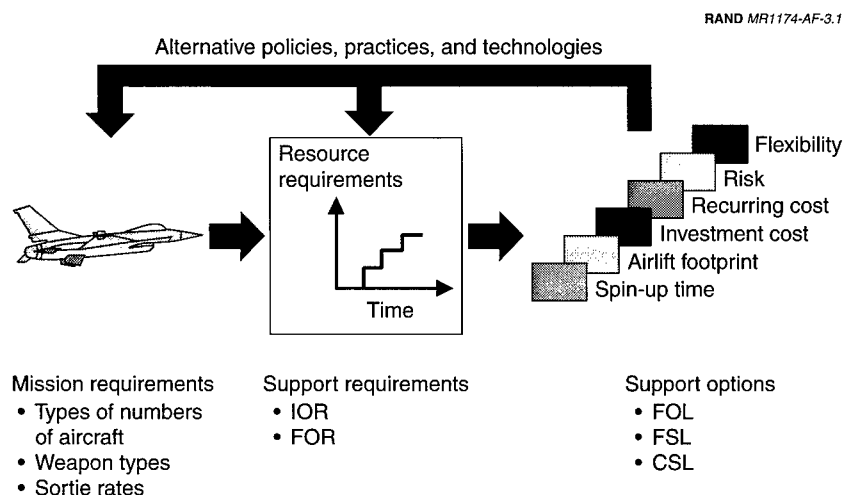 RAND MR1174-AF-3.1
Alternative policies, practices, and technologies
Resource
requirements
Time
Flexibility
Risk
Recurring cost
Investment cost
Airlift footprint
Spin-up time
Mission requirements
• Types of numbers
of aircraft
• Weapon types
• Sortie rates
Support requirements
• IOR
• FOR
Support options
• FOL
• FSL
• CSL